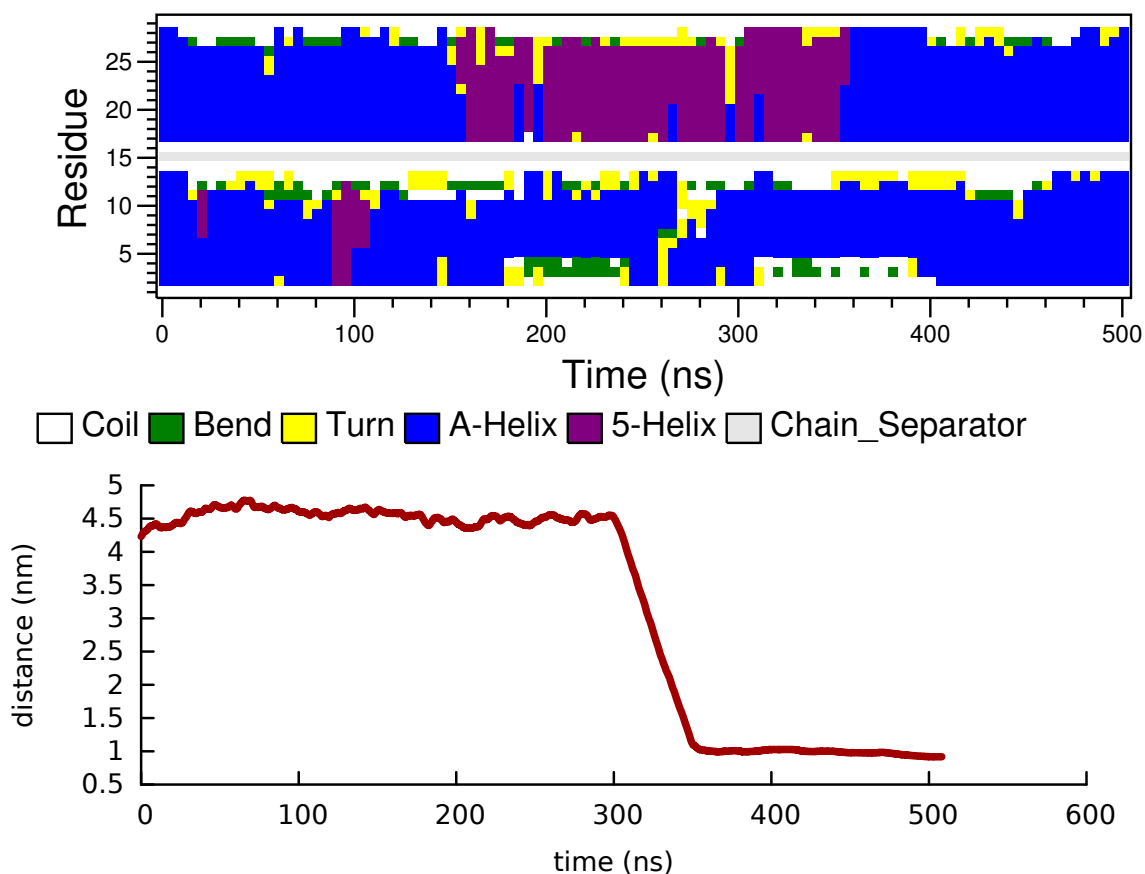 25
20
Residue
15
10
5
0 100 200 300 400 500
Time (ns)
Coil Bend Turn A-Helix 5-Helix Chain_Separator
5
4.5
4
3.5
3
2.5
2
1.5
1
0.5
distance (nm)
0 100 200 300 400 500 600
time (ns)